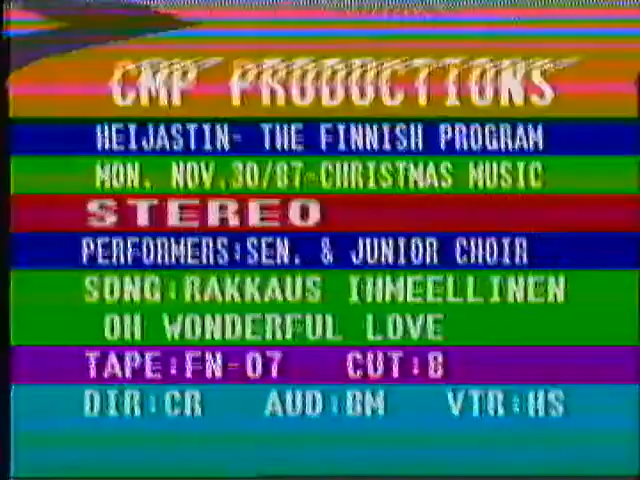 CMP PRODUCTIONS
HEIJASTIN- THE FINNISH PROGRAM
MON. NOV.30/87-CHRISTMAS MUSIC
STEREO
PERFORMERS:SEN. & JUNIOR CHOIR
SONG:RAKKAUS IHMEELLINEN
OH WONDERFUL LOVE
TAPE:FN-07 CUT:8
DIR:CR AUD:BM VTR:HS